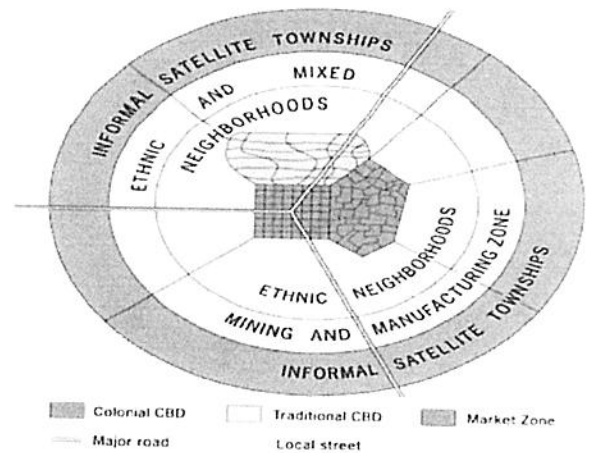 INFORMAL SATELLITE TOWNSHIPS
ETHNIC AND MIXED
NEIGHBORHOODS
ETHNIC NEIGHBORHOODS
MINING AND MANUFACTURING ZONE
INFORMAL SATELLITE TOWNSHIPS
Colonial CBD Traditional CBD Market Zone
Major road Local street